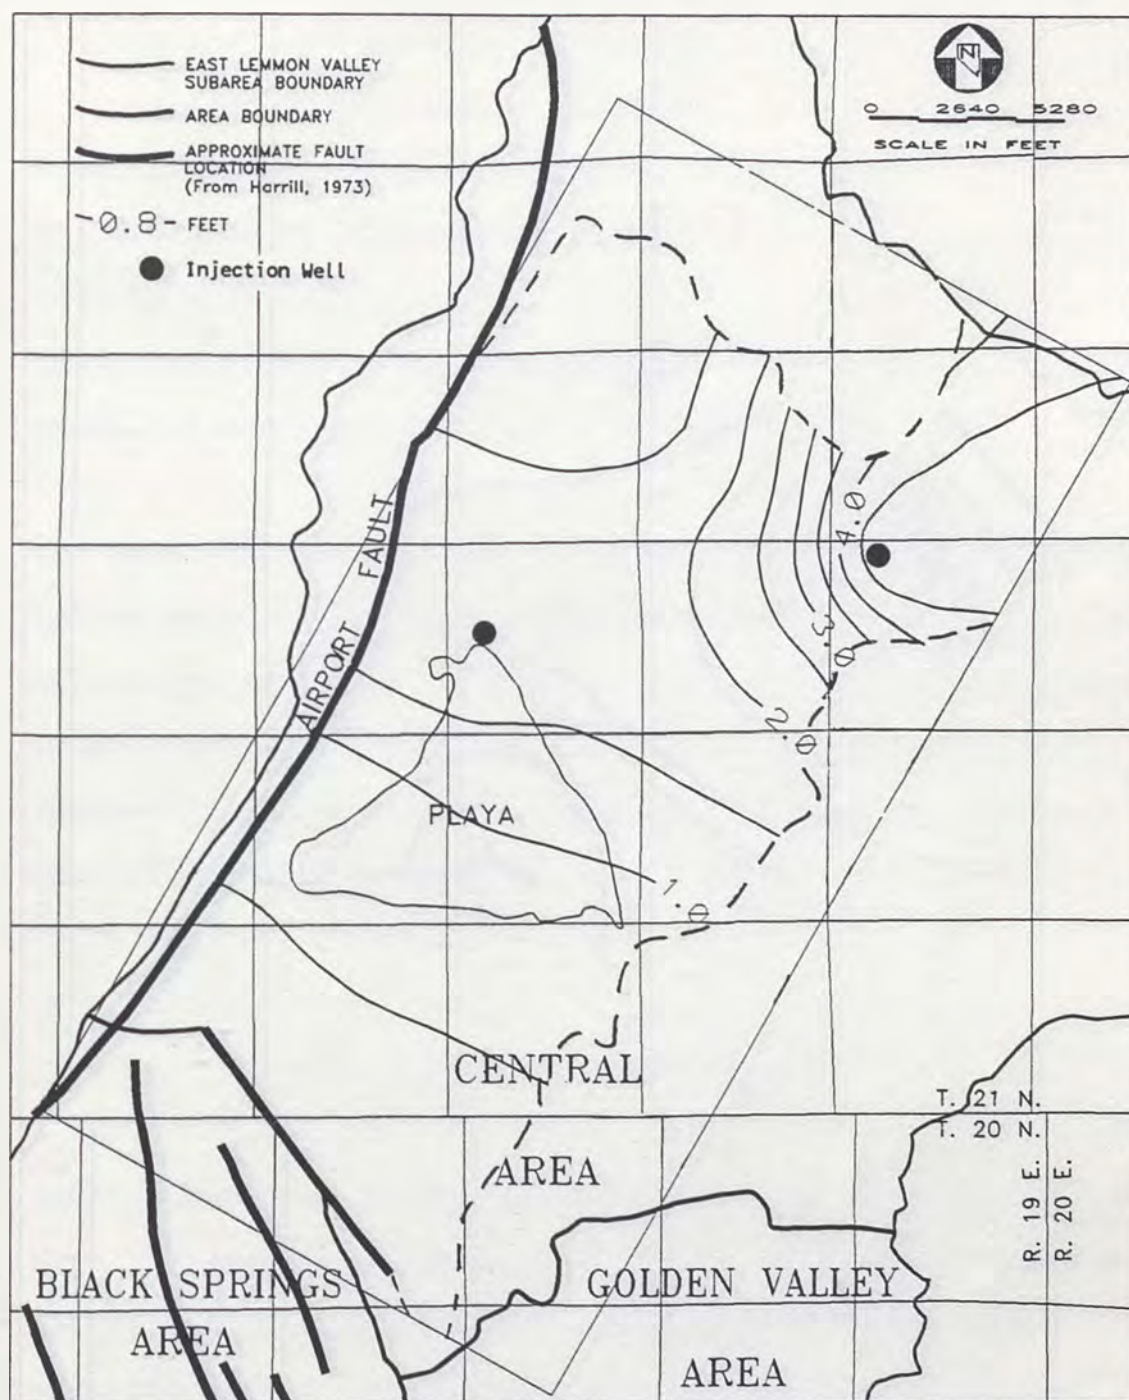 EAST LEMMON VALLEY
SUBAREA BOUNDARY
AREA BOUNDARY
APPROXIMATE FAULT
LOCATION
(From Harrill, 1973)
-0.8- FEET
Injection Well
N
0 2640 5280
SCALE IN FEET
AIRPORT FAULT
4.0
3.0
2.0
PLAYA
1.0
CENTRAL
AREA
T. 21 N.
T. 20 N.
R. 19 E.
R. 20 E.
BLACK SPRINGS
AREA
GOLDEN VALLEY
AREA